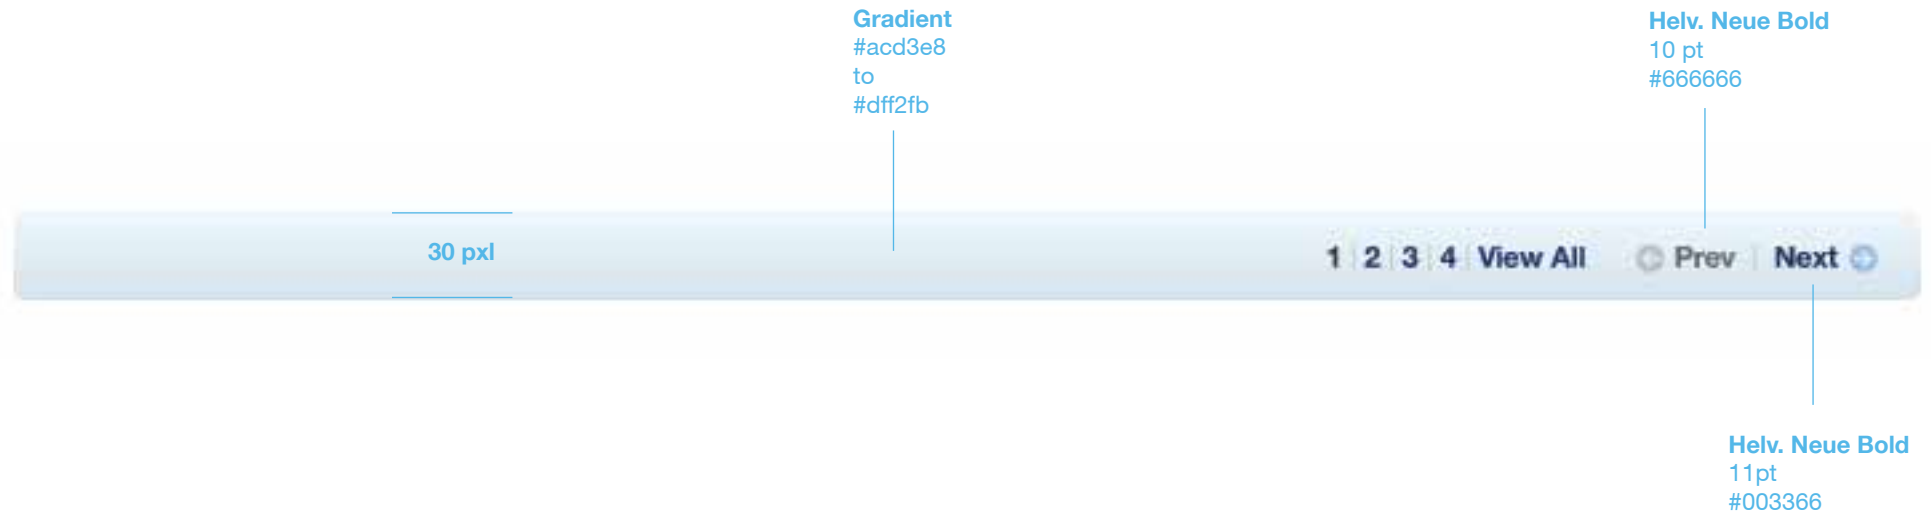 Gradient
#acd3e8
to
#dff2fb
Helv. Neue Bold
10 pt
#666666
30 pxl
1 2 3 4 View All Prev Next
Helv. Neue Bold
11pt
#003366